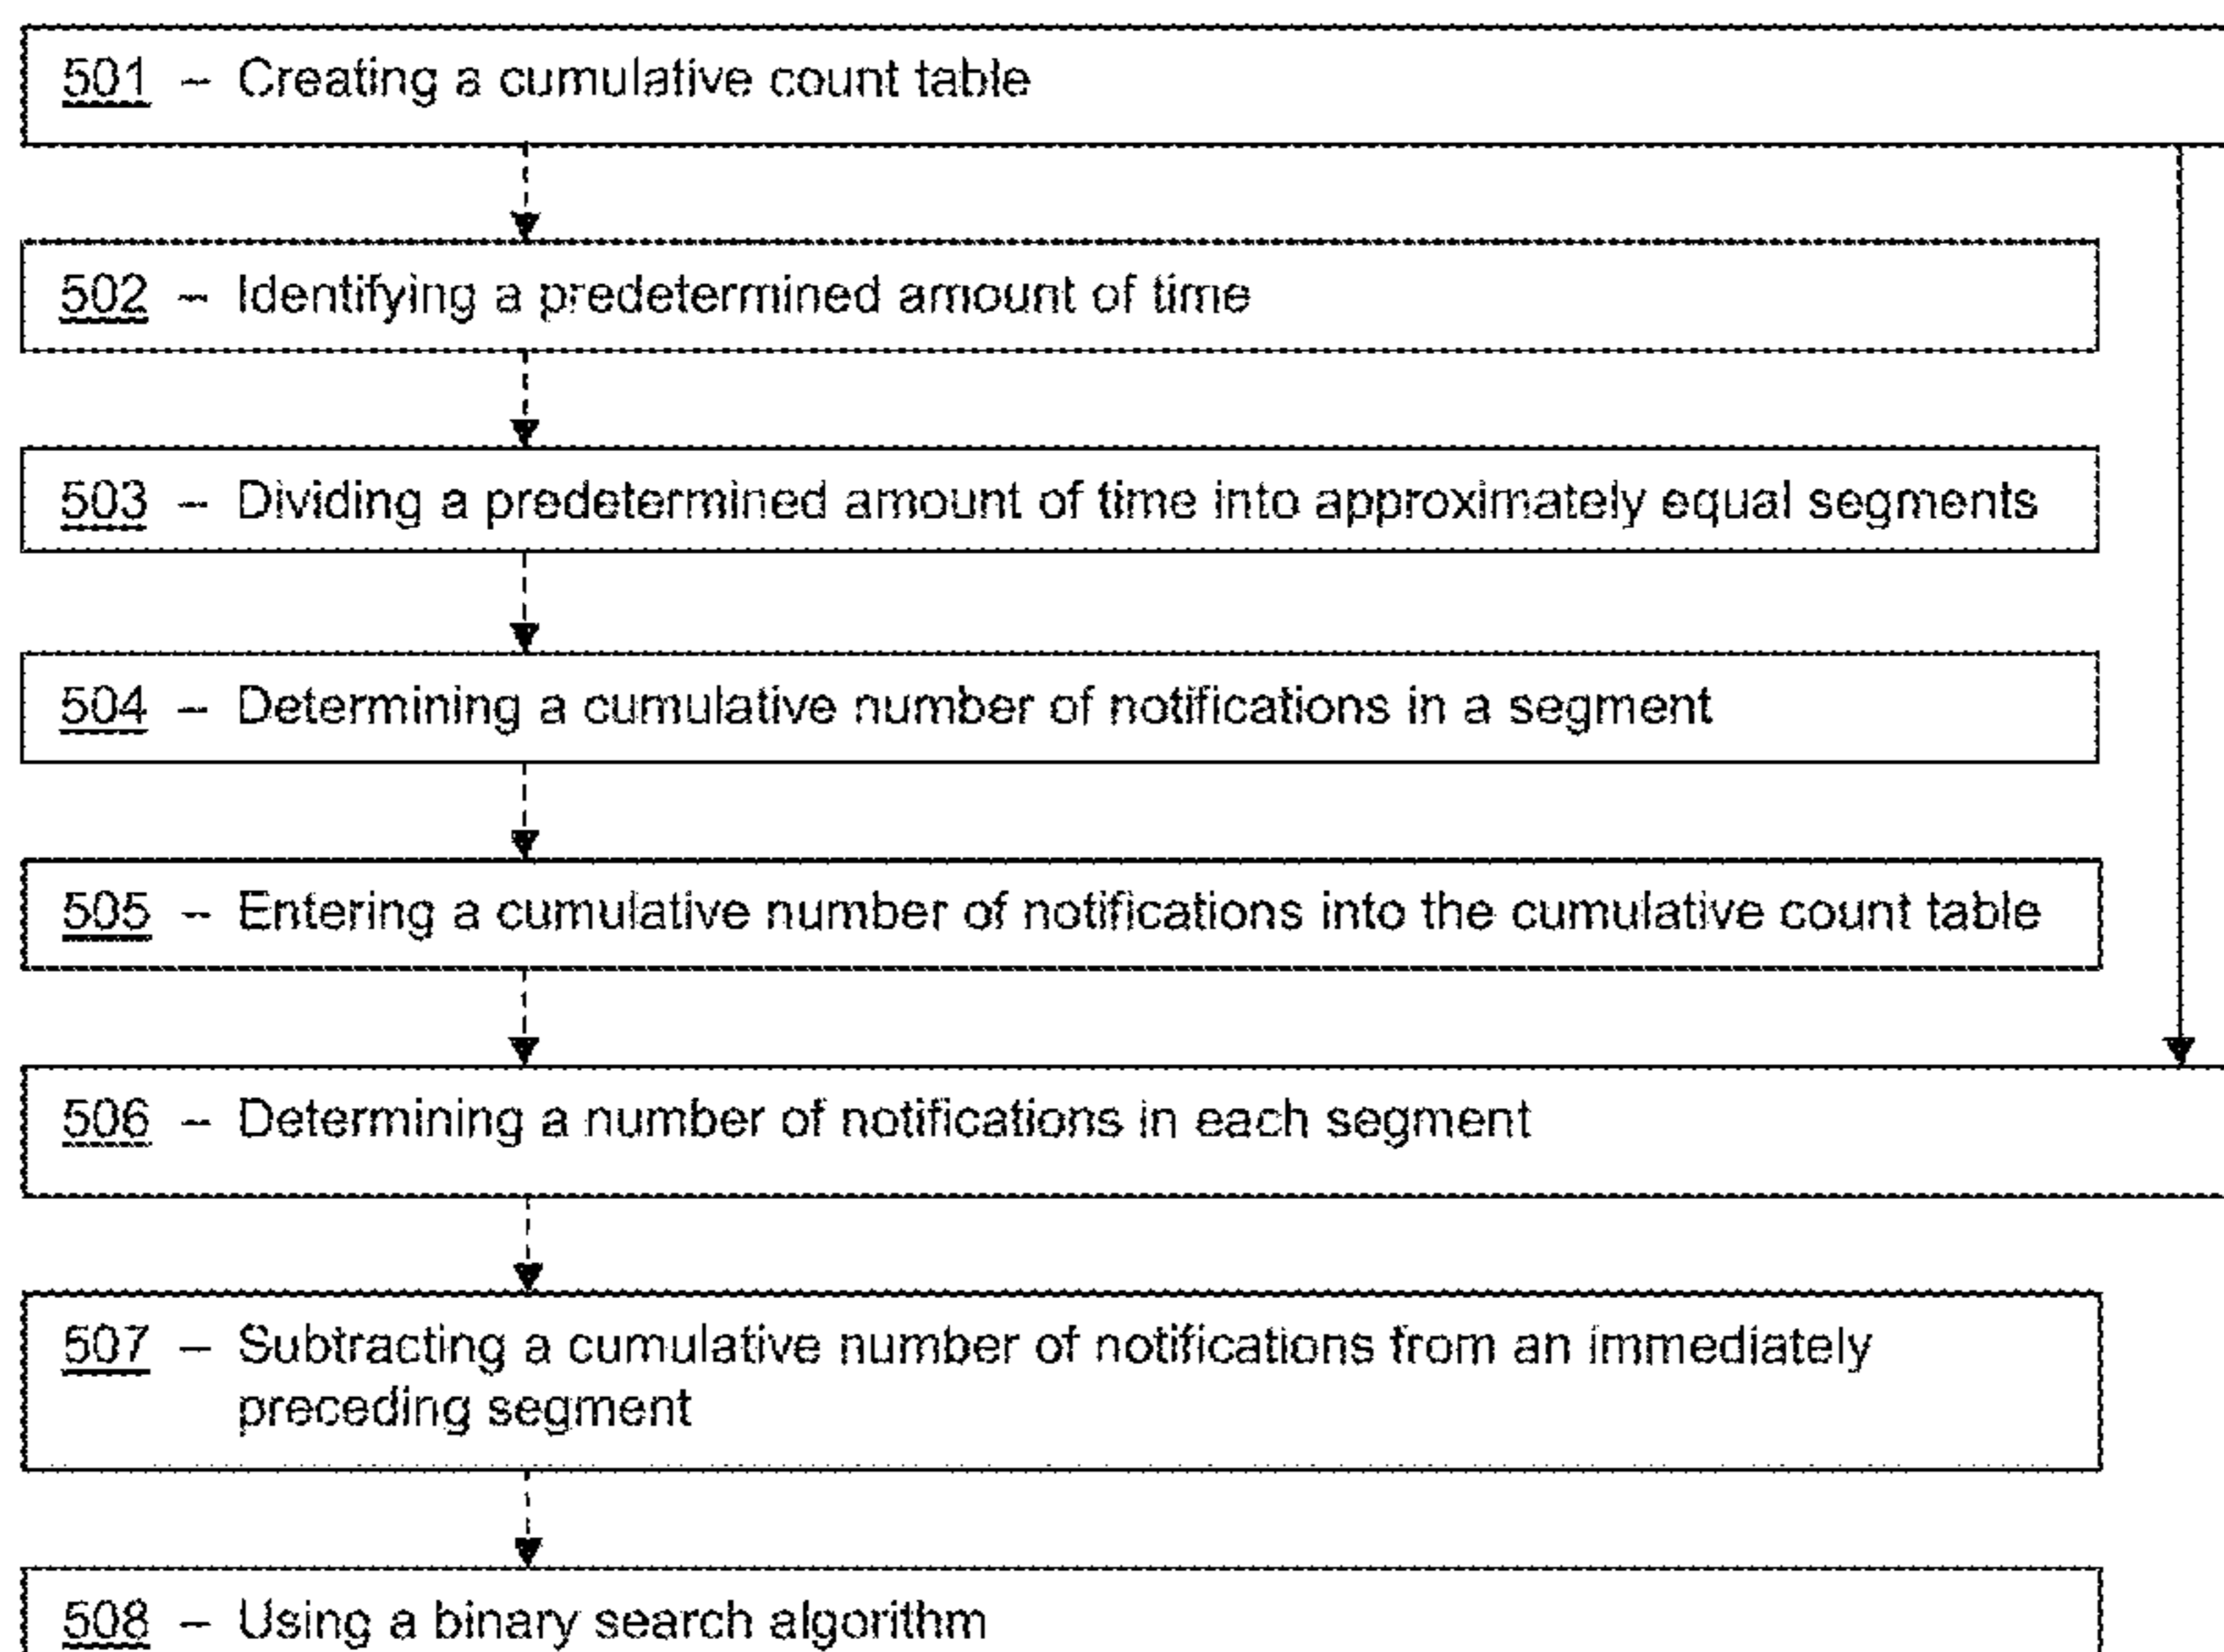 501 – Creating a cumulative count table
502 – Identifying a predetermined amount of time
503 – Dividing a predetermined amount of time into approximately equal segments
504 – Determining a cumulative number of notifications in a segment
505 – Entering a cumulative number of notifications into the cumulative count table
506 – Determining a number of notifications in each segment
507 – Subtracting a cumulative number of notifications from an immediately
preceding segment
508 – Using a binary search algorithm